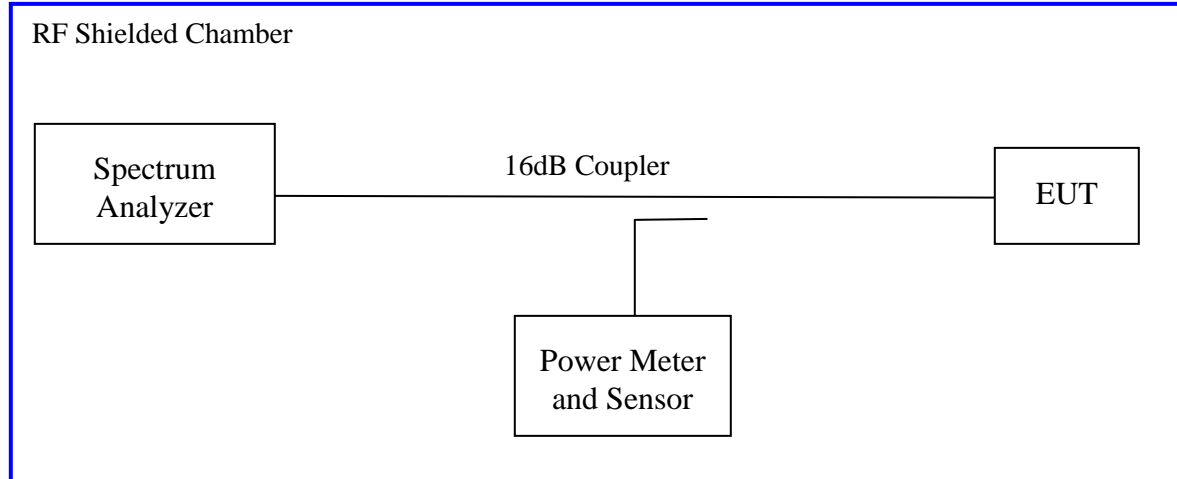 RF Shielded Chamber
Spectrum
Analyzer
16dB Coupler
EUT
Power Meter
and Sensor